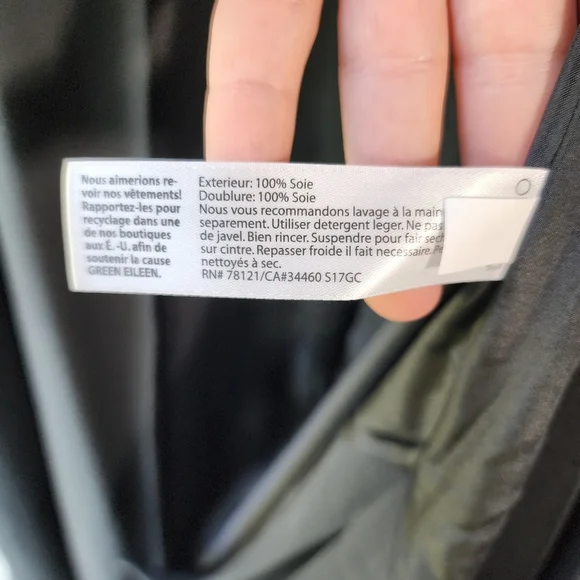 Nous aimerions re-
voir nos vêtements!
Rapportez-les pour
recyclage dans une
de nos boutiques
aux É. -U. afin de
soutenir la cause
GREEN EILEEN.
Exterieur: 100% Soie
Doublure: 100% Soie
Nous vous recommandons lavage à la main
separement. Utiliser detergent leger. Ne pas
de javel. Bien rincer. Suspendre pour fair
sur cintre. Repasser froide il fait necessaire.
nettoyés à sec.
RN# 78121/CA#34460 S17GC